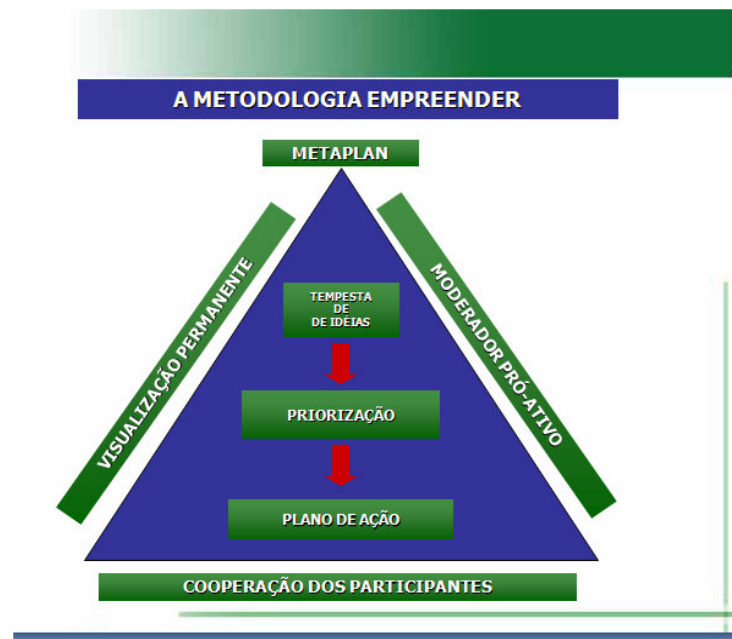 A METODOLOGIA EMPREENDER
METAPLAN
VISUALIZAÇÃO PERMANENTE
MODERADOR PRÓ-ATIVO
TEMPESTA
DE
DE IDÉIAS
PRIORIZAÇÃO
PLANO DE AÇÃO
COOPERAÇÃO DOS PARTICIPANTES